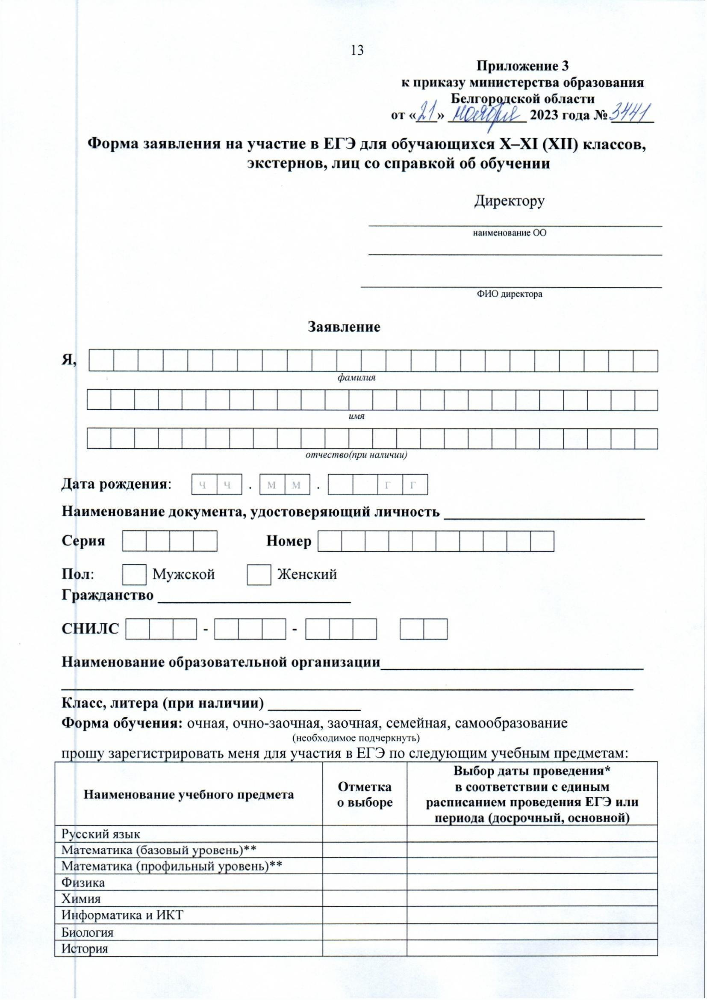 13
Приложение 3
к приказу министерства образования
Белгородской области
от «21» ноября 2023 года № 3441
Форма заявления на участие в ЕГЭ для обучающихся X–XI (XII) классов,
экстернов, лиц со справкой об обучении
Директору
наименование ОО
ФИО директора
Заявление
Я,
фамилия
имя
отчество(при наличии)
Дата рождения: ч ч . м м . г г
Наименование документа, удостоверяющий личность
Серия Номер
Пол: Мужской Женский
Гражданство
СНИЛС - -
Наименование образовательной организации
Класс, литера (при наличии)
Форма обучения: очная, очно-заочная, заочная, семейная, самообразование
(необходимое подчеркнуть)
прошу зарегистрировать меня для участия в ЕГЭ по следующим учебным предметам:
Наименование учебного предмета
Отметка
о выборе
Выбор даты проведения*
в соответствии с единым
расписанием проведения ЕГЭ или
периода (досрочный, основной)
Русский язык
Математика (базовый уровень)**
Математика (профильный уровень)**
Физика
Химия
Информатика и ИКТ
Биология
История